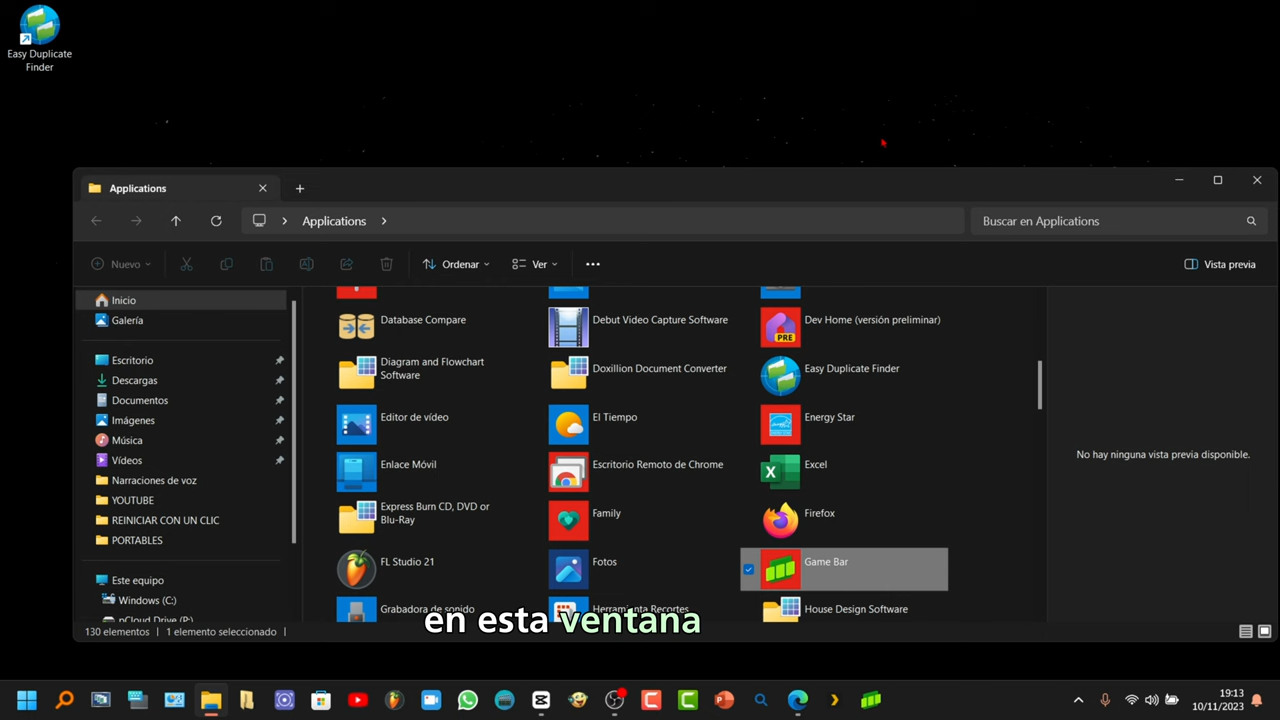 Easy Duplicate
Finder
Applications
Applications
Buscar en Applications
Nuevo
Ordenar
Ver
Vista previa
Inicio
Galería
Escritorio
Descargas
Documentos
Imágenes
Música
Vídeos
Narraciones de voz
YOUTUBE
REINICIAR CON UN CLIC
PORTABLES
Este equipo
Windows (C:)
pCloud Drive (P:)
Database Compare
Debut Video Capture Software
Dev Home (versión preliminar)
PRE
Diagram and Flowchart
Software
Doxillion Document Converter
Easy Duplicate Finder
Editor de vídeo
El Tiempo
Energy Star
Enlace Móvil
Escritorio Remoto de Chrome
Excel
Express Burn CD, DVD or
Blu-Ray
Family
Firefox
FL Studio 21
Fotos
Game Bar
Grabadora de sonido
Herramienta Recortes
House Design Software
No hay ninguna vista previa disponible.
en esta ventana
130 elementos
1 elemento seleccionado
19:13
10/11/2023